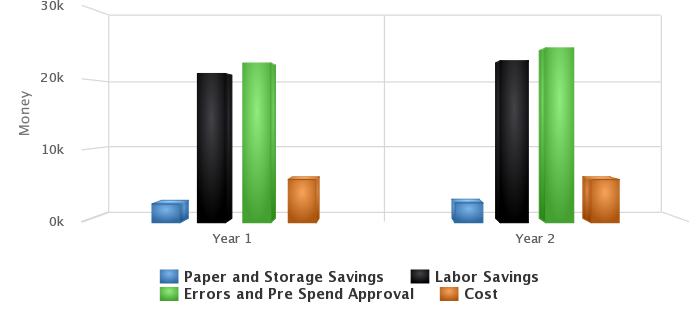 30k
20k
10k
0k
Money
Year 1
Year 2
Paper and Storage Savings
Labor Savings
Errors and Pre Spend Approval
Cost